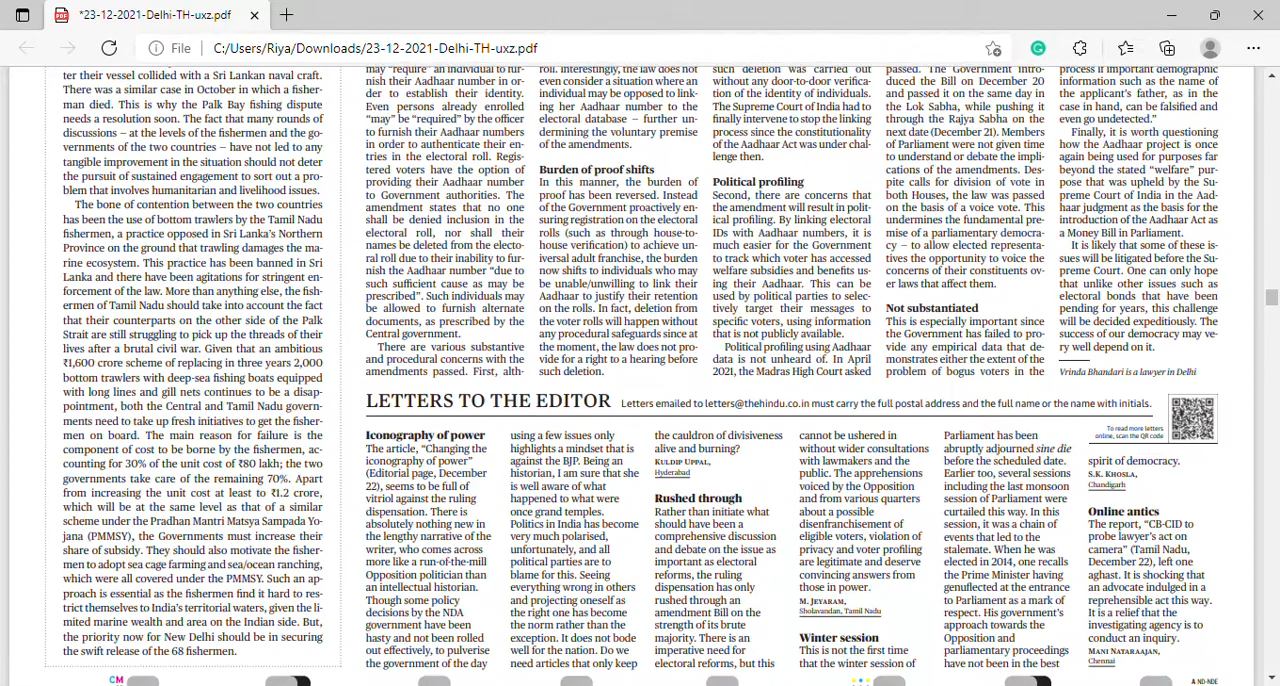 *23-12-2021-Delhi-TH-uxz.pdf
File
C:/Users/Riya/Downloads/23-12-2021-Delhi-TH-uxz.pdf
ter their vessel collided with a Sri Lankan naval craft.
There was a similar case in October in which a fisher-
man died. This is why the Palk Bay fishing dispute
needs a resolution soon. The fact that many rounds of
discussions – at the levels of the fishermen and the go-
vernments of the two countries – have not led to any
tangible improvement in the situation should not deter
the pursuit of sustained engagement to sort out a pro-
blem that involves humanitarian and livelihood issues.
The bone of contention between the two countries
has been the use of bottom trawlers by the Tamil Nadu
fishermen, a practice opposed in Sri Lanka's Northern
Province on the ground that trawling damages the ma-
rine ecosystem. This practice has been banned in Sri
Lanka and there have been agitations for stringent en-
forcement of the law. More than anything else, the fish-
ermen of Tamil Nadu should take into account the fact
that their counterparts on the other side of the Palk
Strait are still struggling to pick up the threads of their
lives after a brutal civil war. Given that an ambitious
₹1,600 crore scheme of replacing in three years 2,000
bottom trawlers with deep-sea fishing boats equipped
with long lines and gill nets continues to be a disap-
pointment, both the Central and Tamil Nadu govern-
ments need to take up fresh initiatives to get the fisher-
men on board. The main reason for failure is the
component of cost to be borne by the fishermen, ac-
counting for 30% of the unit cost of ₹80 lakh; the two
governments take care of the remaining 70%. Apart
from increasing the unit cost at least to ₹1.2 crore,
which will be at the same level as that of a similar
scheme under the Pradhan Mantri Matsya Sampada Yo-
jana (PMMSY), the Governments must increase their
share of subsidy. They should also motivate the fisher-
men to adopt sea cage farming and sea/ocean ranching,
which were all covered under the PMMSY. Such an ap-
proach is essential as the fishermen find it hard to res-
trict themselves to India's territorial waters, given the li-
mited marine wealth and area on the Indian side. But,
the priority now for New Delhi should be in securing
the swift release of the 68 fishermen.
may "require" an individual to fur-
nish their Aadhaar number in or-
der to establish their identity.
Even persons already enrolled
"may" be "required" by the officer
to furnish their Aadhaar numbers
in order to authenticate their en-
tries in the electoral roll. Regis-
tered voters have the option of
providing their Aadhaar number
to Government authorities. The
amendment states that no one
shall be denied inclusion in the
electoral roll, nor shall their
names be deleted from the electo-
ral roll due to their inability to fur-
nish the Aadhaar number "due to
such sufficient cause as may be
prescribed". Such individuals may
be allowed to furnish alternate
documents, as prescribed by the
Central government.
There are various substantive
and procedural concerns with the
amendments passed. First, alth-
roll. Interestingly, the law does not
even consider a situation where an
individual may be opposed to link-
ing her Aadhaar number to the
electoral database – further un-
dermining the voluntary premise
of the amendments.
Burden of proof shifts
In this manner, the burden of
proof has been reversed. Instead
of the Government proactively en-
suring registration on the electoral
rolls (such as through house-to-
house verification) to achieve un-
iversal adult franchise, the burden
now shifts to individuals who may
be unable/unwilling to link their
Aadhaar to justify their retention
on the rolls. In fact, deletion from
the voter rolls will happen without
any procedural safeguards since at
the moment, the law does not pro-
vide for a right to a hearing before
such deletion.
such deletion was carried out
without any door-to-door verifica-
tion of the identity of individuals.
The Supreme Court of India had to
finally intervene to stop the linking
process since the constitutionality
of the Aadhaar Act was under chal-
lenge then.
Political profiling
Second, there are concerns that
the amendment will result in polit-
ical profiling. By linking electoral
IDs with Aadhaar numbers, it is
much easier for the Government
to track which voter has accessed
welfare subsidies and benefits us-
ing their Aadhaar. This can be
used by political parties to selec-
tively target their messages to
specific voters, using information
that is not publicly available.
Political profiling using Aadhaar
data is not unheard of. In April
2021, the Madras High Court asked
passed. The Government intro-
duced the Bill on December 20
and passed it on the same day in
the Lok Sabha, while pushing it
through the Rajya Sabha on the
next date (December 21). Members
of Parliament were not given time
to understand or debate the impli-
cations of the amendments. Des-
pite calls for division of vote in
both Houses, the law was passed
on the basis of a voice vote. This
undermines the fundamental pre-
mise of a parliamentary democra-
cy – to allow elected representa-
tives the opportunity to voice the
concerns of their constituents ov-
er laws that affect them.
Not substantiated
This is especially important since
the Government has failed to pro-
vide any empirical data that de-
monstrates either the extent of the
problem of bogus voters in the
process if important demographic
information such as the name of
the applicant's father, as in the
case in hand, can be falsified and
even go undetected."
Finally, it is worth questioning
how the Aadhaar project is once
again being used for purposes far
beyond the stated "welfare" pur-
pose that was upheld by the Su-
preme Court of India in the Aad-
haar judgment as the basis for the
introduction of the Aadhaar Act as
a Money Bill in Parliament.
It is likely that some of these is-
sues will be litigated before the Su-
preme Court. One can only hope
that unlike other issues such as
electoral bonds that have been
pending for years, this challenge
will be decided expeditiously. The
success of our democracy may ve-
ry well depend on it.
Vrinda Bhandari is a lawyer in Delhi
LETTERS TO THE EDITOR Letters emailed to letters@thehindu.co.in must carry the full postal address and the full name or the name with initials.
To read more letters
online, scan the QR code
Iconography of power
The article, "Changing the
iconography of power"
(Editorial page, December
22), seems to be full of
vitriol against the ruling
dispensation. There is
absolutely nothing new in
the lengthy narrative of the
writer, who comes across
more like a run-of-the-mill
Opposition politician than
an intellectual historian.
Though some policy
decisions by the NDA
government have been
hasty and not been rolled
out effectively, to pulverise
the government of the day
using a few issues only
highlights a mindset that is
against the BJP. Being an
historian, I am sure that she
is well aware of what
happened to what were
once grand temples.
Politics in India has become
very much polarised,
unfortunately, and all
political parties are to
blame for this. Seeing
everything wrong in others
and projecting oneself as
the right one has become
the norm rather than the
exception. It does not bode
well for the nation. Do we
need articles that only keep
the cauldron of divisiveness
alive and burning?
KULDIP UPPAL,
Hyderabad
Rushed through
Rather than initiate what
should have been a
comprehensive discussion
and debate on the issue as
important as electoral
reforms, the ruling
dispensation has only
rushed through an
amendment Bill on the
strength of its brute
majority. There is an
imperative need for
electoral reforms, but this
cannot be ushered in
without wider consultations
with lawmakers and the
public. The apprehensions
voiced by the Opposition
and from various quarters
about a possible
disenfranchisement of
eligible voters, violation of
privacy and voter profiling
are legitimate and deserve
convincing answers from
those in power.
M. JEYARAM,
Sholavandan, Tamil Nadu
Winter session
This is not the first time
that the winter session of
Parliament has been
abruptly adjourned sine die
before the scheduled date.
Earlier too, several sessions
including the last monsoon
session of Parliament were
curtailed this way. In this
session, it was a chain of
events that led to the
stalemate. When he was
elected in 2014, one recalls
the Prime Minister having
genuflected at the entrance
to Parliament as a mark of
respect. His government's
approach towards the
Opposition and
parliamentary proceedings
have not been in the best
spirit of democracy.
S.K. KHOSLA,
Chandigarh
Online antics
The report, "CB-CID to
probe lawyer's act on
camera" (Tamil Nadu,
December 22), left one
aghast. It is shocking that
an advocate indulged in a
reprehensible act this way.
It is a relief that the
investigating agency is to
conduct an inquiry.
MANI NATARAAJAN,
Chennai
CM
A ND-NDE